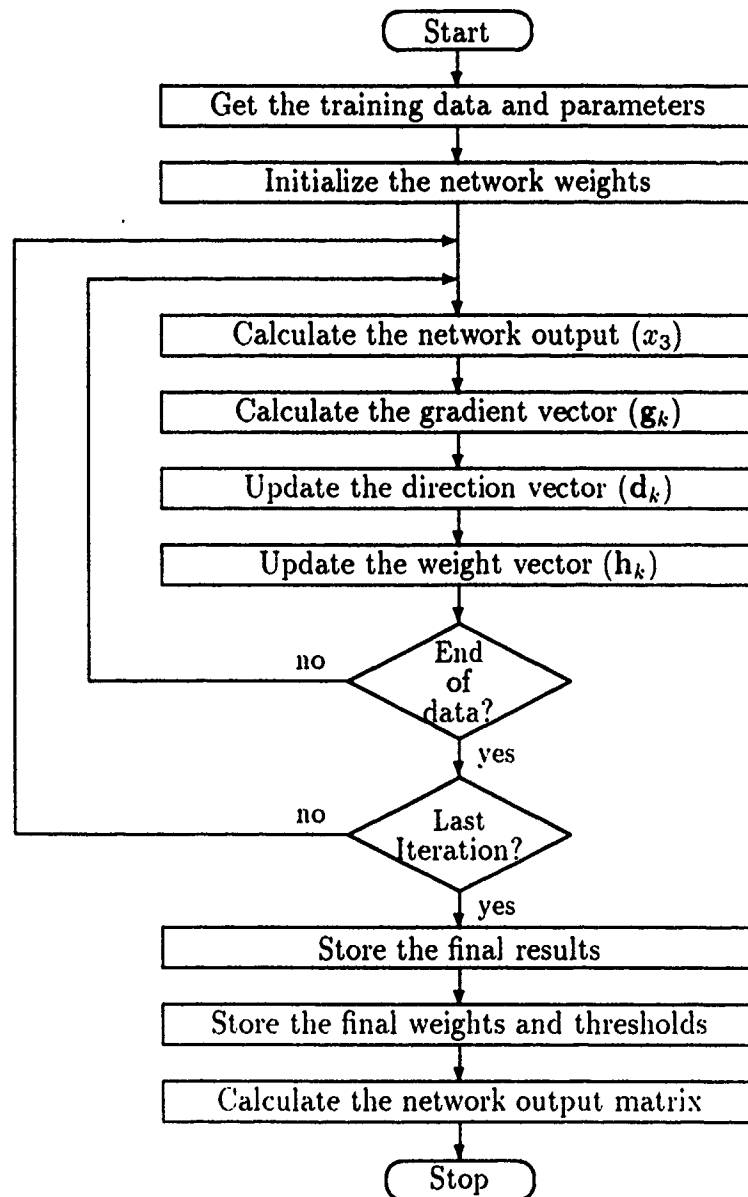 Start
Get the training data and parameters
Initialize the network weights
Calculate the network output (x₃)
Calculate the gradient vector (gₖ)
Update the direction vector (dₖ)
Update the weight vector (hₖ)
no
End
of
data?
yes
no
Last
Iteration?
yes
Store the final results
Store the final weights and thresholds
Calculate the network output matrix
Stop